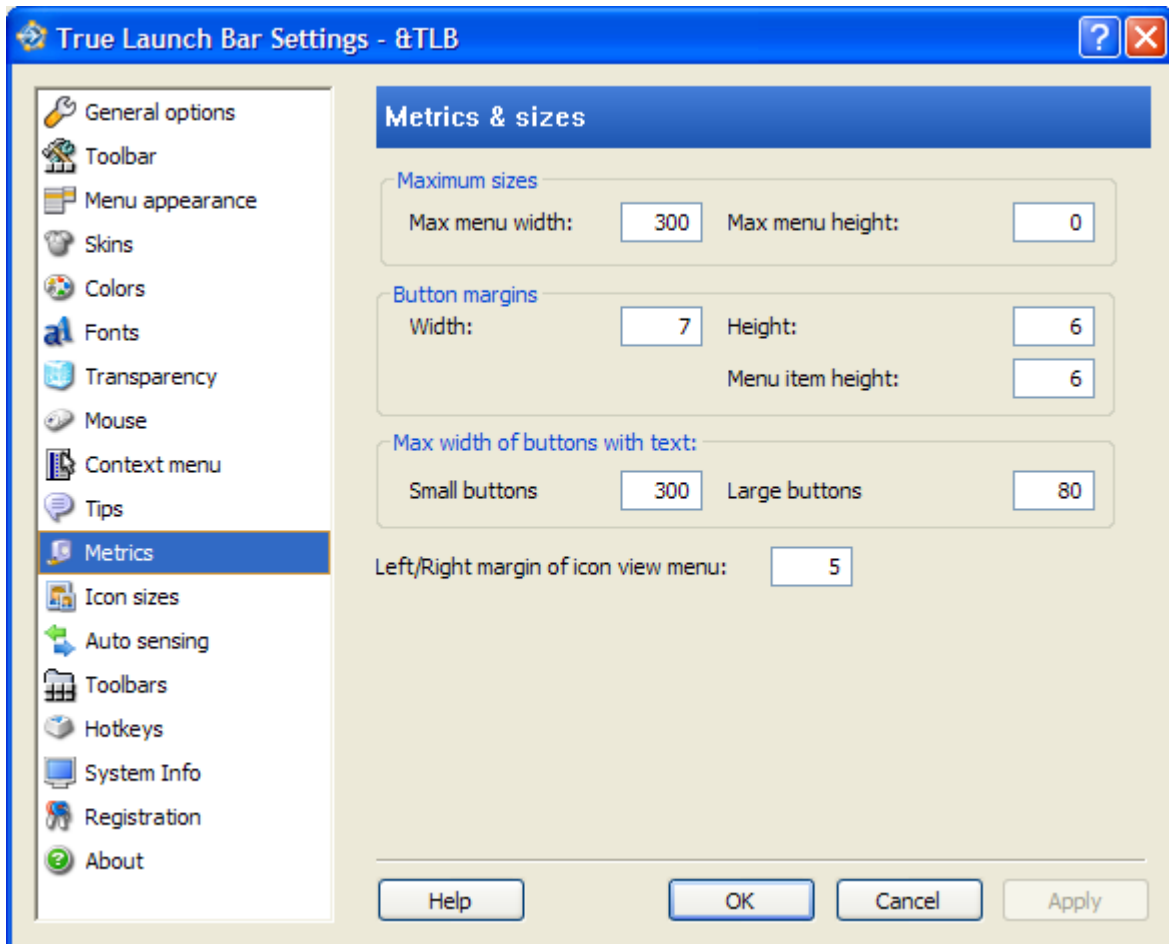 True Launch Bar Settings - &TLB
General options
Toolbar
Menu appearance
Skins
Colors
Fonts
Transparency
Mouse
Context menu
Tips
Metrics
Icon sizes
Auto sensing
Toolbars
Hotkeys
System Info
Registration
About
Metrics & sizes
Maximum sizes
Max menu width: 300 Max menu height: 0
Button margins
Width: 7 Height: 6
Menu item height: 6
Max width of buttons with text:
Small buttons 300 Large buttons 80
Left/Right margin of icon view menu: 5
Help OK Cancel Apply